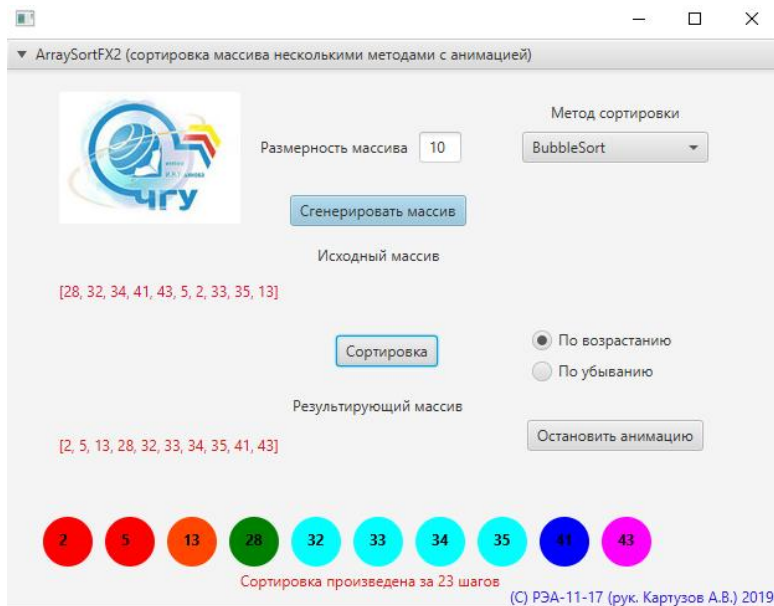 ArraySortFX2 (сортировка массива несколькими методами с анимацией)
Метод сортировки
Размерность массива 10
BubbleSort
ЧГУ
Сгенерировать массив
Исходный массив
[28, 32, 34, 41, 43, 5, 2, 33, 35, 13]
Сортировка
По возрастанию
По убыванию
Результирующий массив
[2, 5, 13, 28, 32, 33, 34, 35, 41, 43]
Остановить анимацию
2 5 13 28 32 33 34 35 41 43
Сортировка произведена за 23 шагов
(С) РЭА-11-17 (рук. Картузов А.В.) 2019